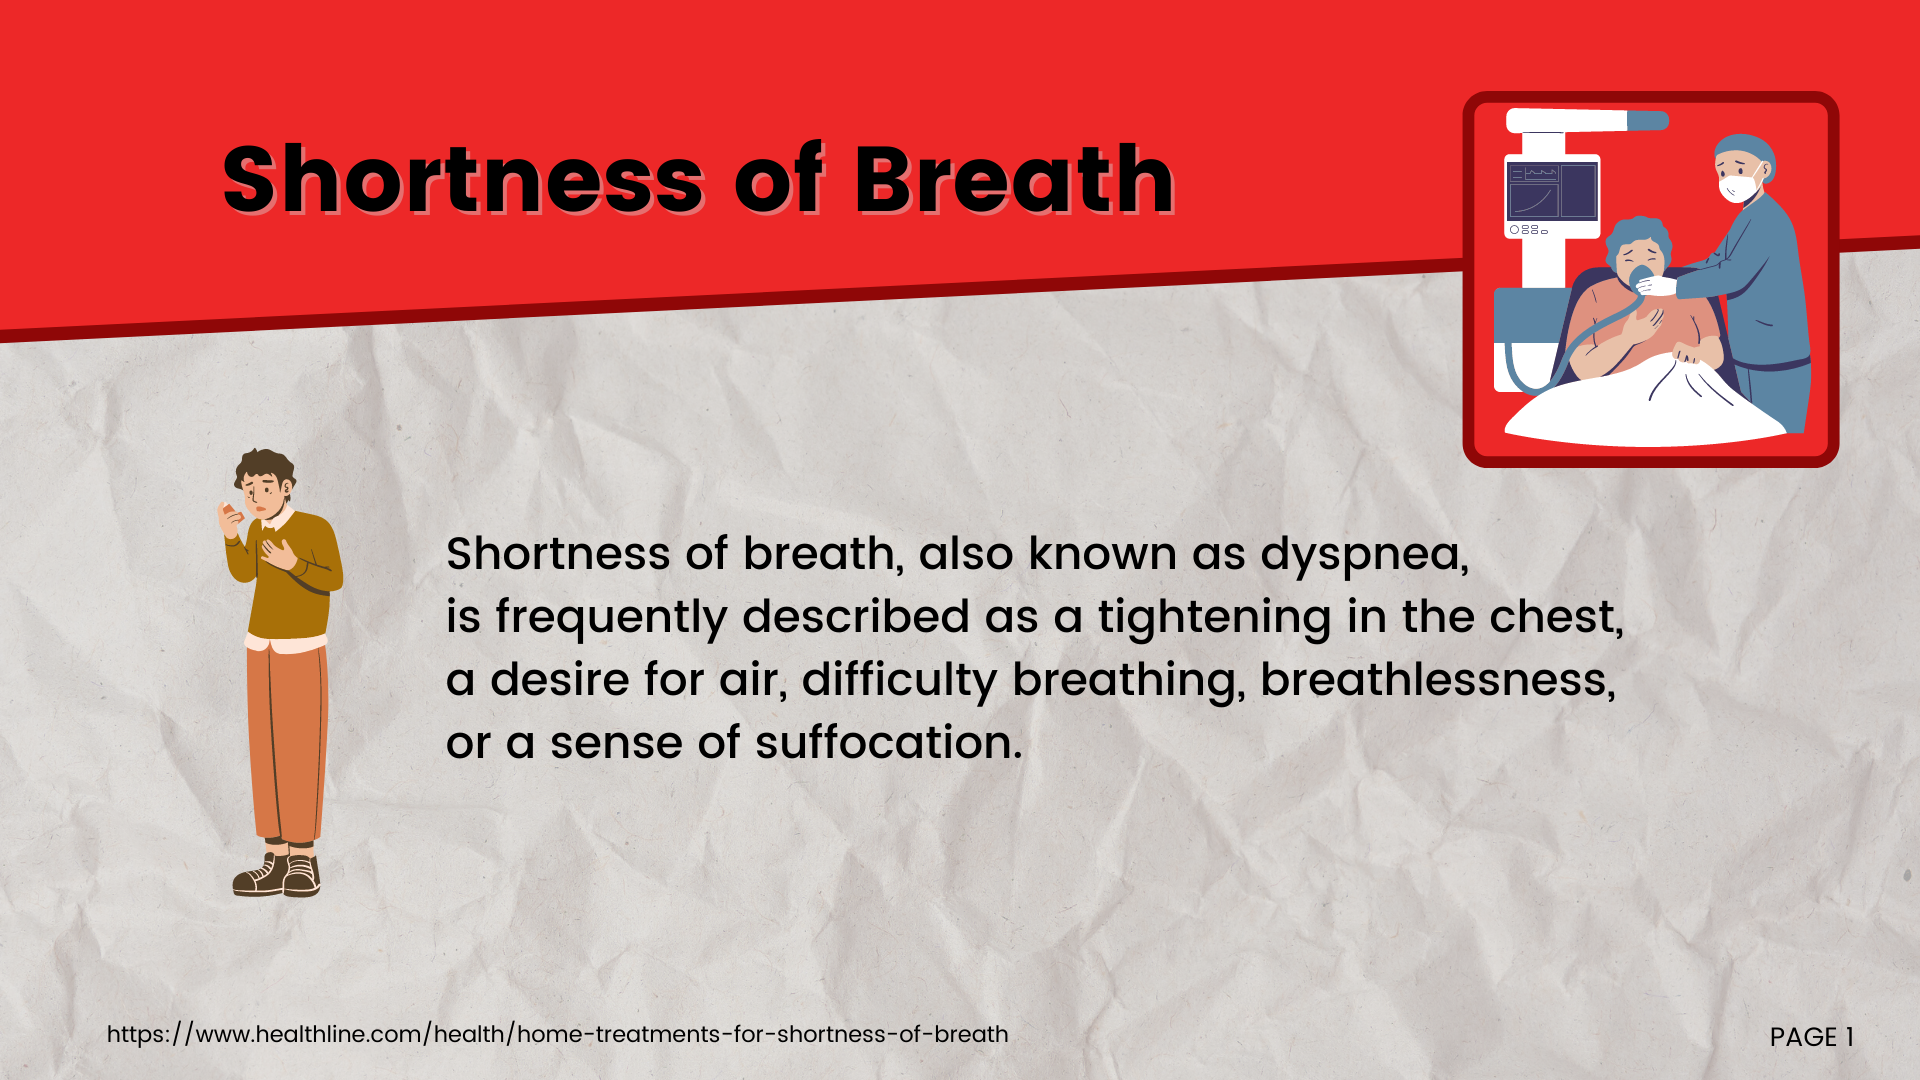 Shortness of Breath
Shortness of breath, also known as dyspnea,
is frequently described as a tightening in the chest,
a desire for air, difficulty breathing, breathlessness,
or a sense of suffocation.
https://www.healthline.com/health/home-treatments-for-shortness-of-breath
PAGE 1